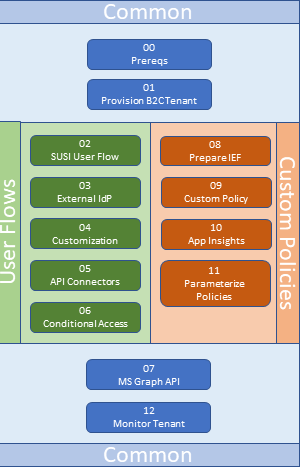 Common
00
Prereqs
01
Provision B2C Tenant
User Flows
02
SUSI User Flow
03
External IdP
04
Customization
05
API Connectors
06
Conditional Access
08
Prepare IEF
09
Custom Policy
10
App Insights
11
Parameterize
Policies
Custom Policies
07
MS Graph API
12
Monitor Tenant
Common